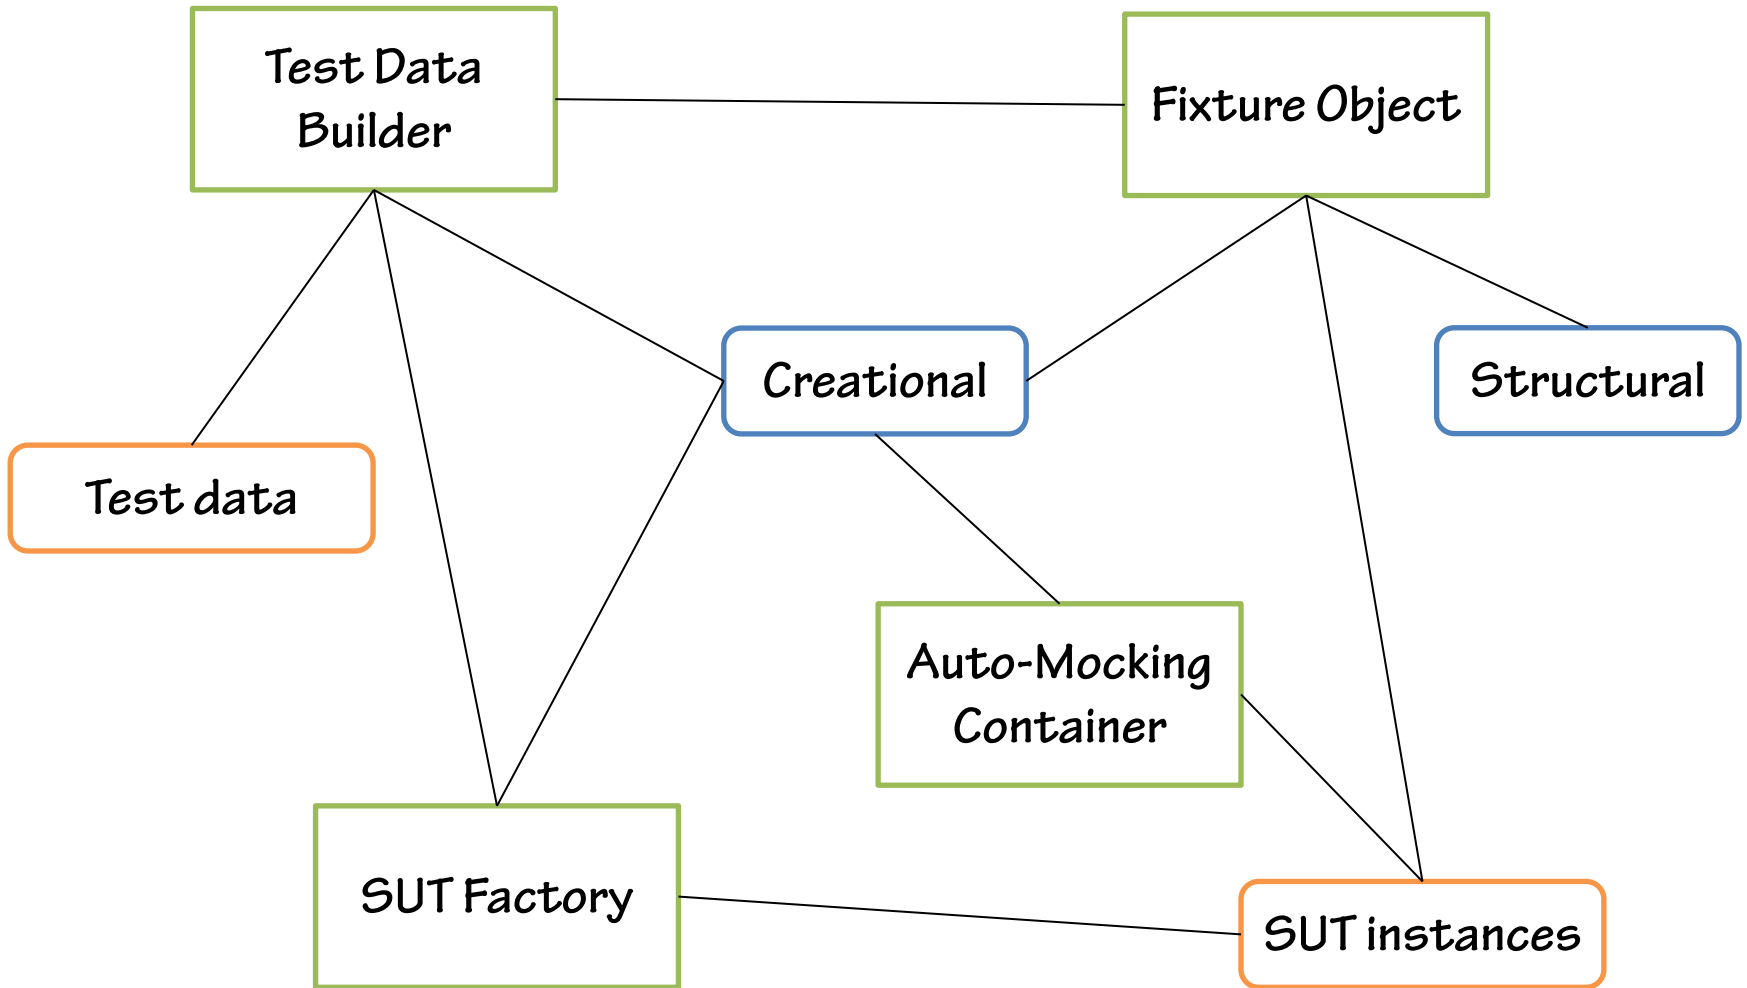 Test Data
Builder
Fixture Object
Creational
Structural
Test data
Auto-Mocking
Container
SUT Factory
SUT instances